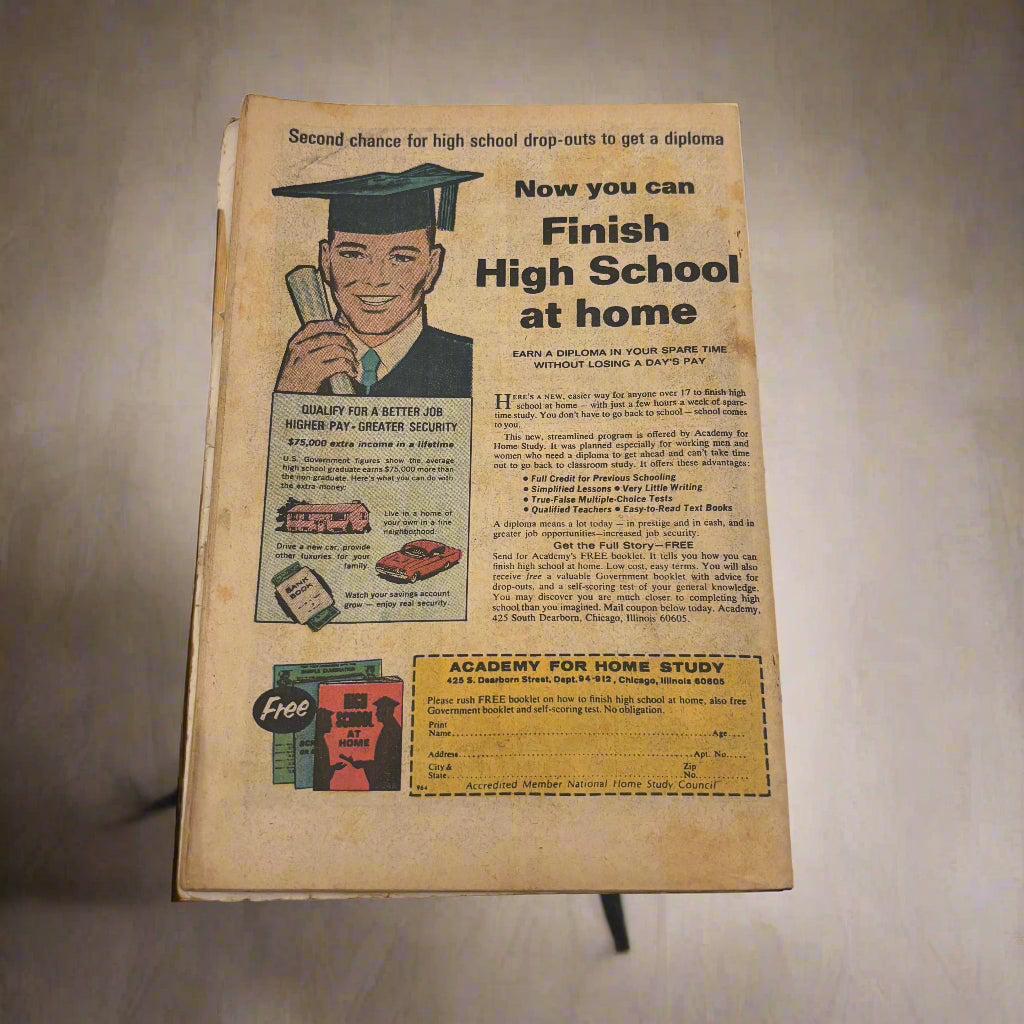 Second chance for high school drop-outs to get a diploma
Now you can
Finish
High School
at home
EARN A DIPLOMA IN YOUR SPARE TIME
WITHOUT LOSING A DAY'S PAY
QUALIFY FOR A BETTER JOB
HIGHER PAY - GREATER SECURITY
$75,000 extra income in a lifetime
U.S. Government figures show the average
high school graduate earns $75,000 more than
the non-graduate. Here's what you can do with
the extra money:
Live in a home of
your own in a fine
neighborhood.
Drive a new car, provide
other luxuries for your
family.
BANK
BOOK
Watch your savings account
grow — enjoy real security.
HERE'S A NEW, easier way for anyone over 17 to finish high
school at home — with just a few hours a week of spare-
time study. You don't have to go back to school — school comes
to you.
This new, streamlined program is offered by Academy for
Home Study. It was planned especially for working men and
women who need a diploma to get ahead and can't take time
out to go back to classroom study. It offers these advantages:
• Full Credit for Previous Schooling
• Simplified Lessons • Very Little Writing
• True-False Multiple-Choice Tests
• Qualified Teachers • Easy-to-Read Text Books
A diploma means a lot today — in prestige and in cash, and in
greater job opportunities—increased job security.
Get the Full Story—FREE
Send for Academy's FREE booklet. It tells you how you can
finish high school at home. Low cost, easy terms. You will also
receive free a valuable Government booklet with advice for
drop-outs, and a self-scoring test of your general knowledge.
You may discover you are much closer to completing high
school than you imagined. Mail coupon below today. Academy,
425 South Dearborn, Chicago, Illinois 60605.
Free
HIGH
SCHOOL
AT
HOME
ACADEMY FOR HOME STUDY
425 S. Dearborn Street, Dept. 94-912, Chicago, Illinois 60605
Please rush FREE booklet on how to finish high school at home, also free
Government booklet and self-scoring test. No obligation.
Print
Name.......... Age.....
Address.......... Apt. No.....
City & Zip
State.......... No.....
964 Accredited Member National Home Study Council